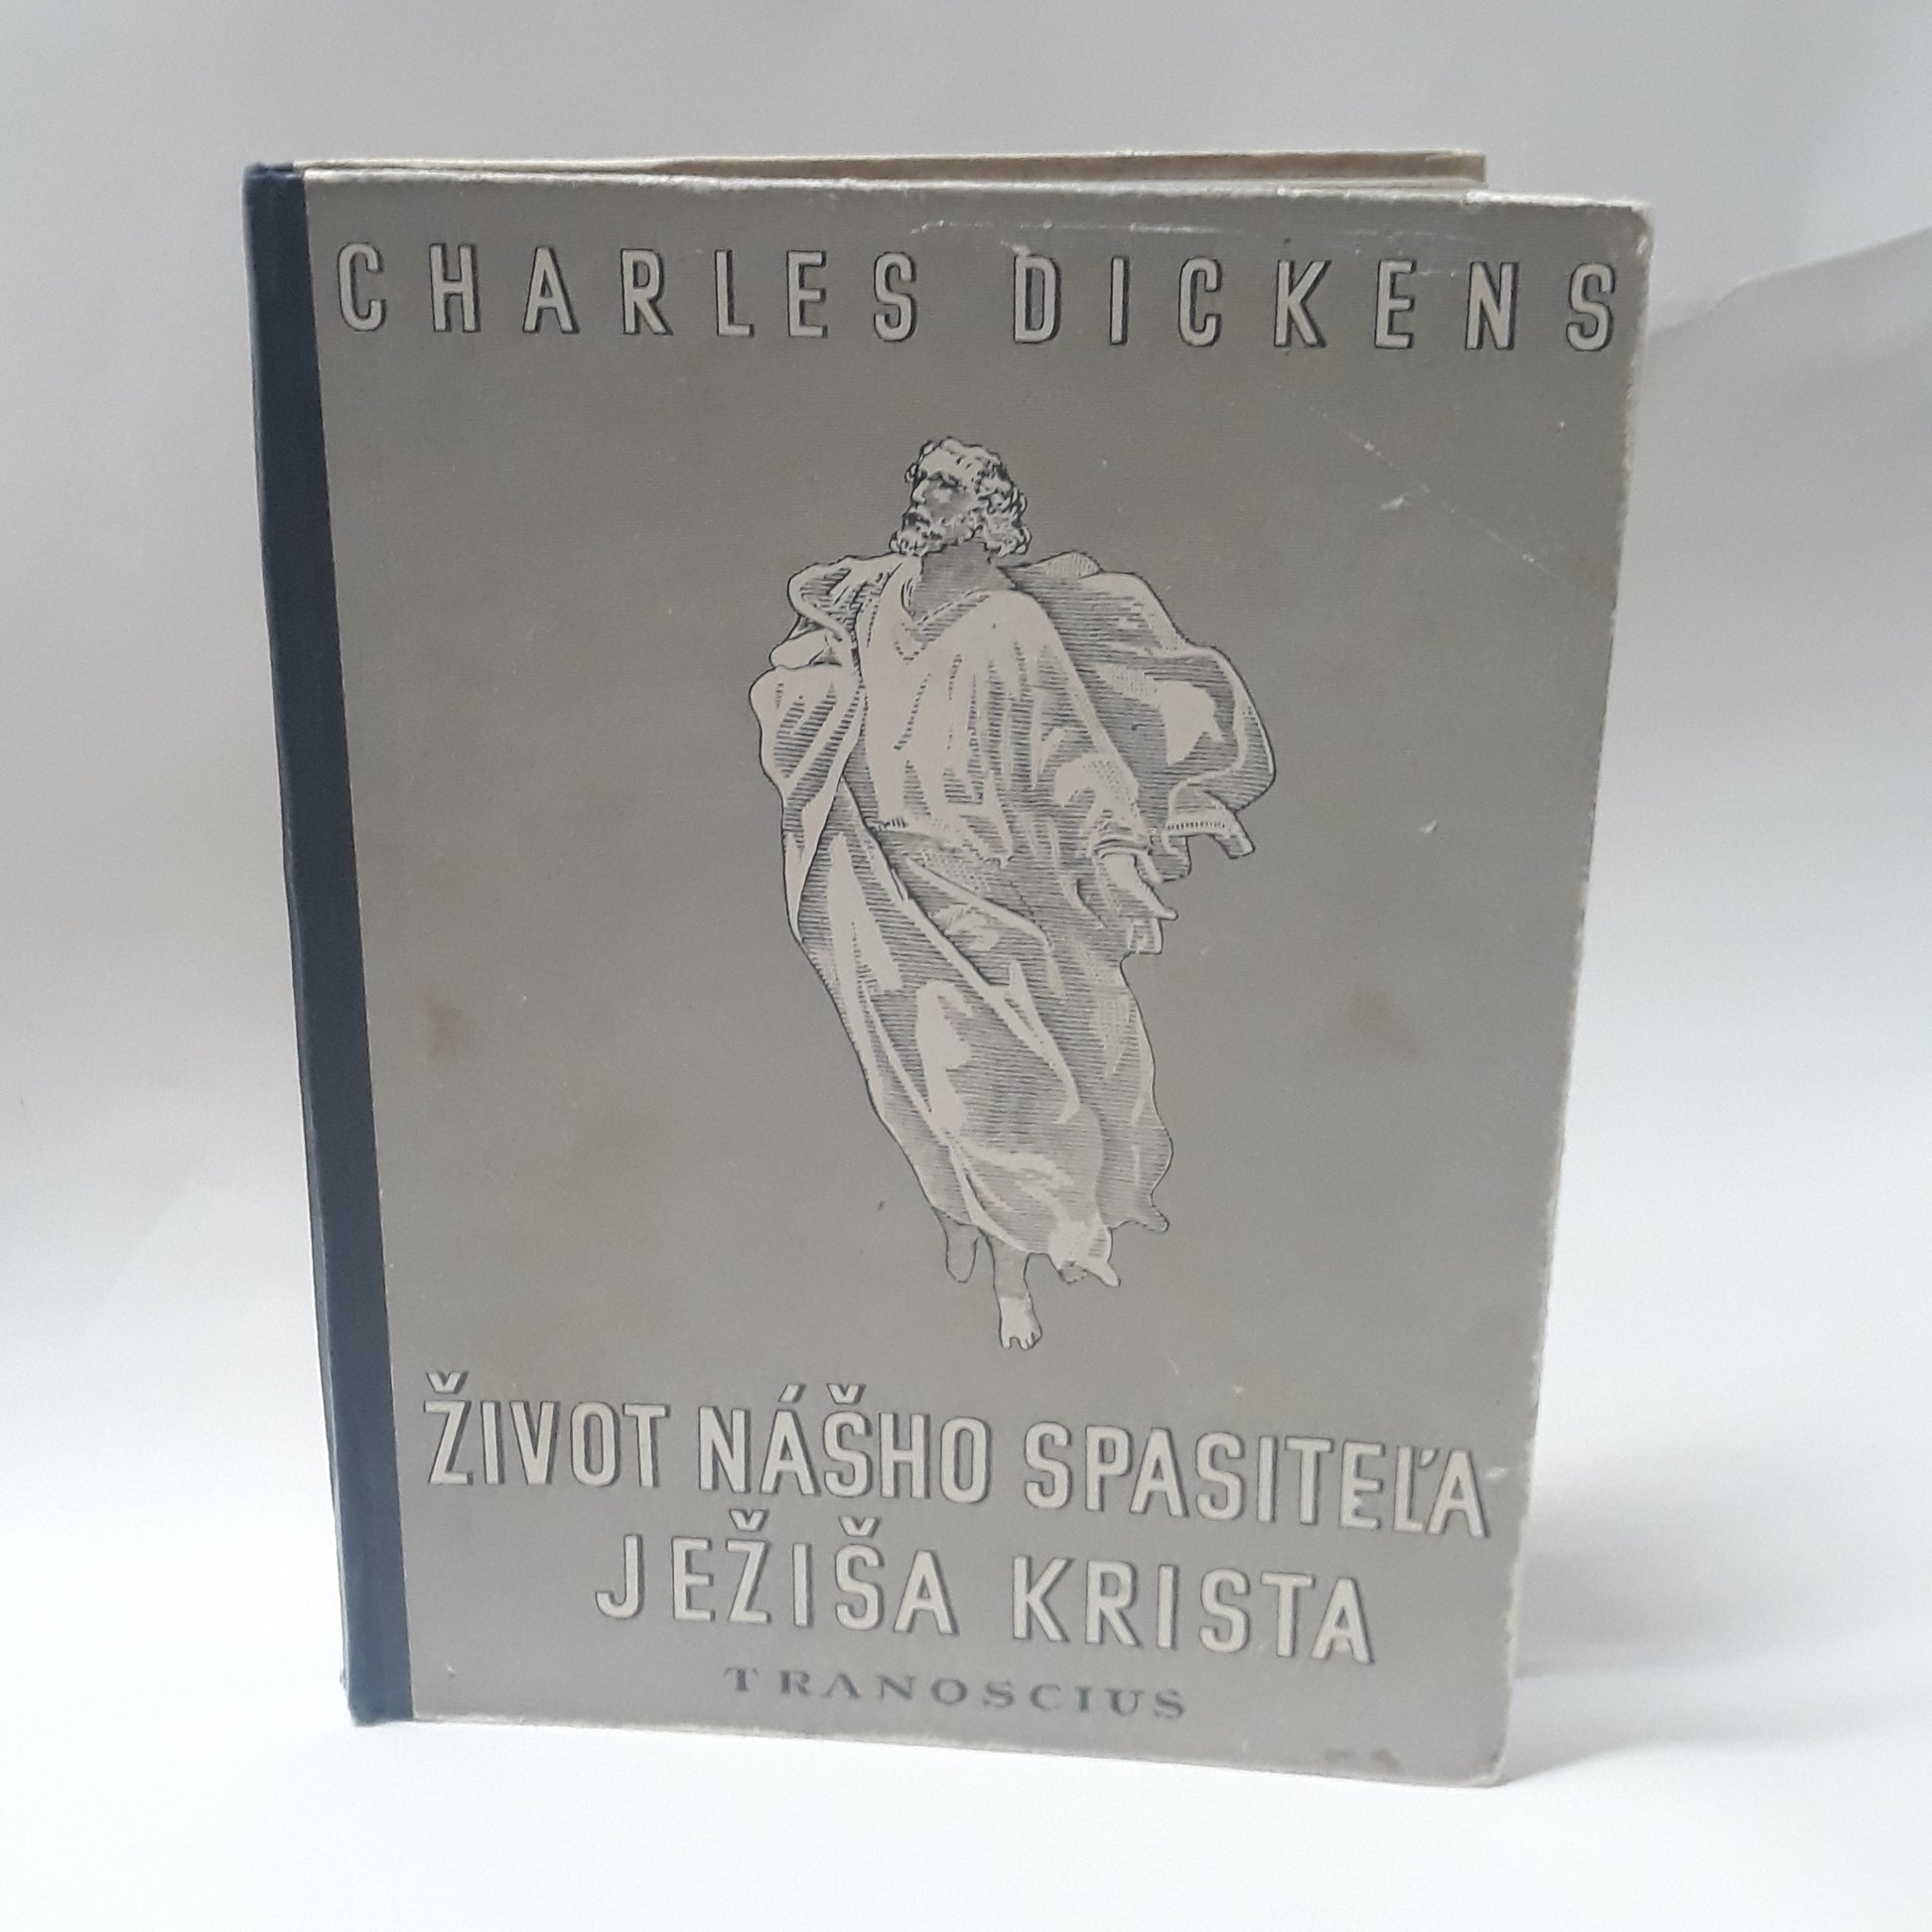 CHARLES DICKENS
ŽIVOT NÁŠHO SPASITEĽA
JEŽIŠA KRISTA
TRANOSCIUS